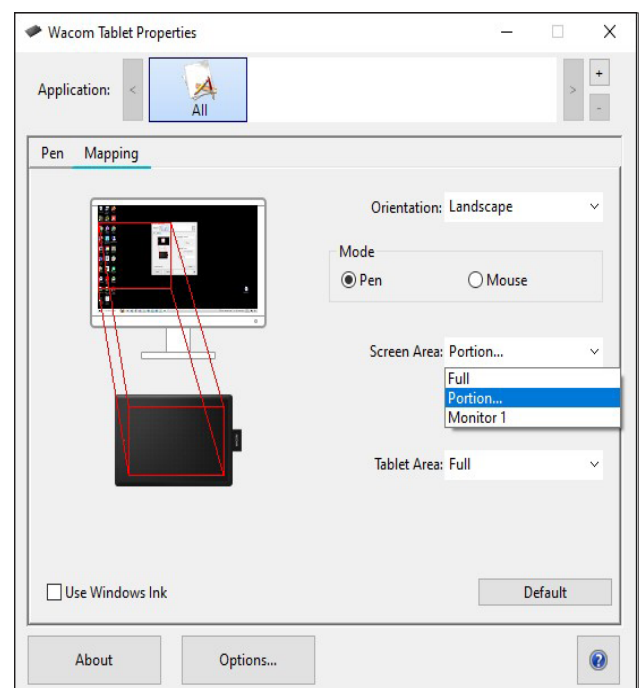 Wacom Tablet Properties
Application:
<
All
>
+
-
Pen Mapping
Orientation: Landscape
Mode
Pen Mouse
Screen Area: Portion...
Full
Portion...
Monitor 1
Tablet Area: Full
Use Windows Ink
Default
About Options... ?